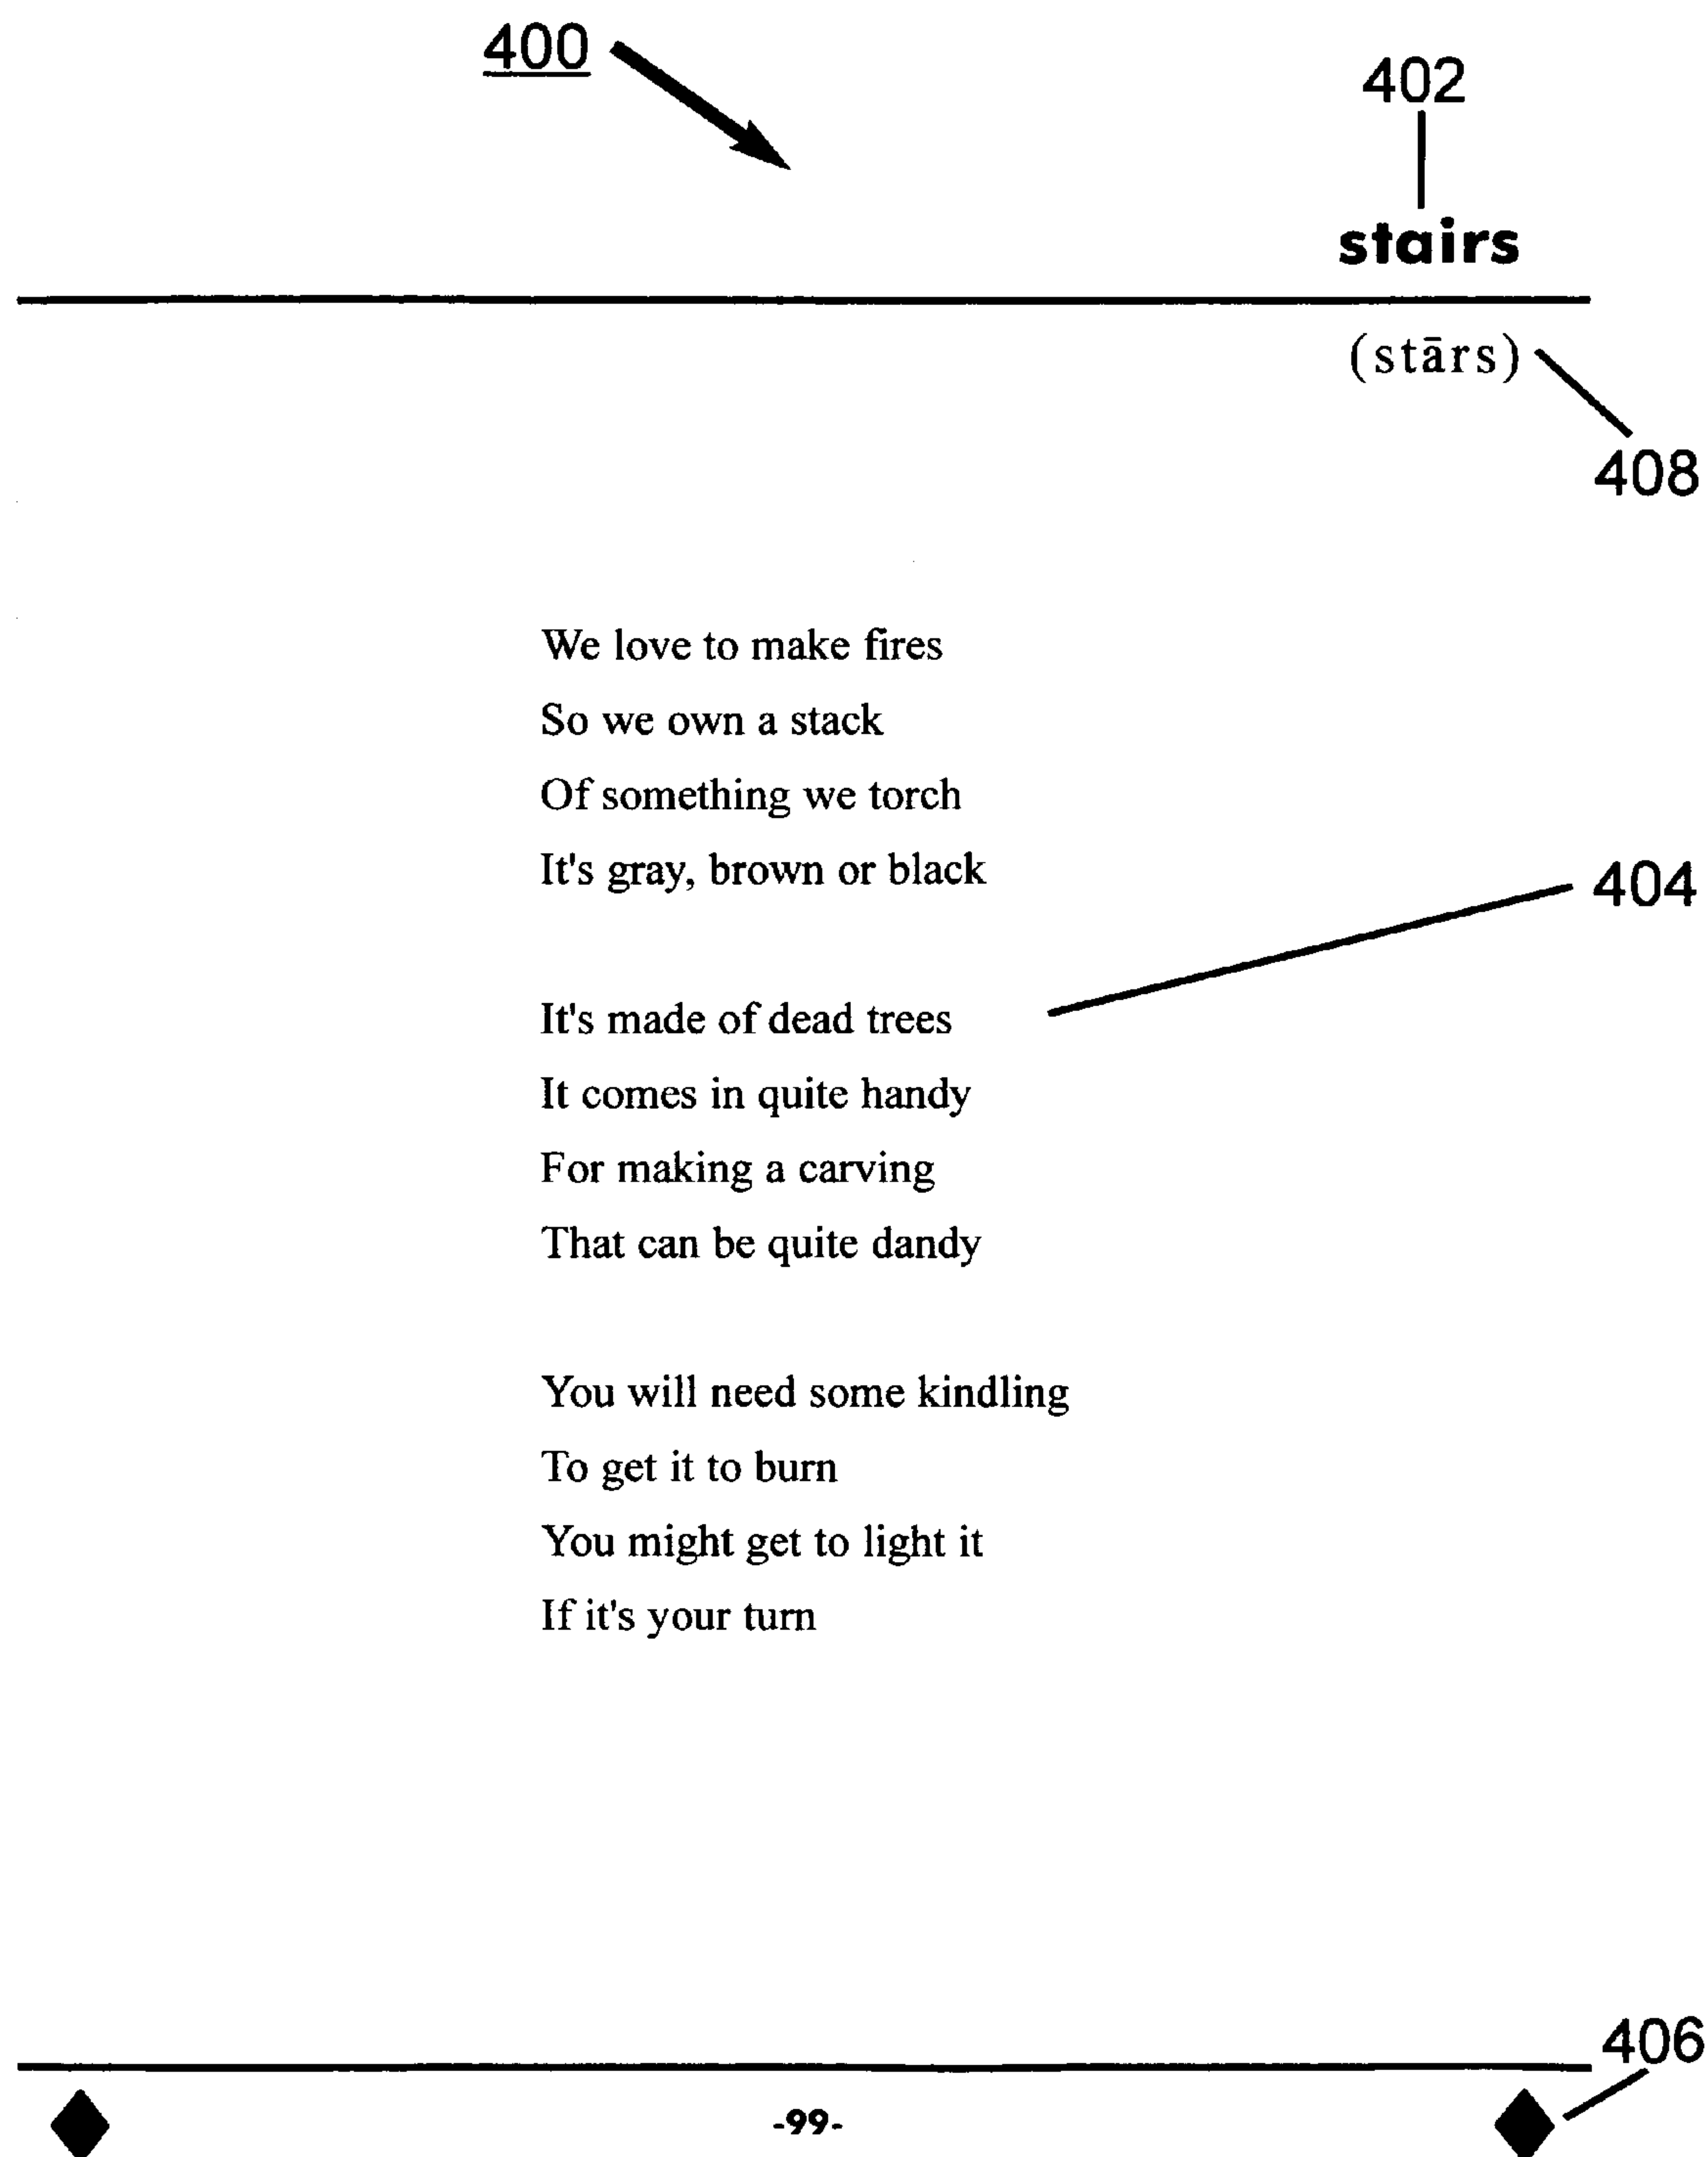 400
402
stairs
(stārs)
408
We love to make fires
So we own a stack
Of something we torch
It's gray, brown or black
404
It's made of dead trees
It comes in quite handy
For making a carving
That can be quite dandy
You will need some kindling
To get it to burn
You might get to light it
If it's your turn
406
-99-